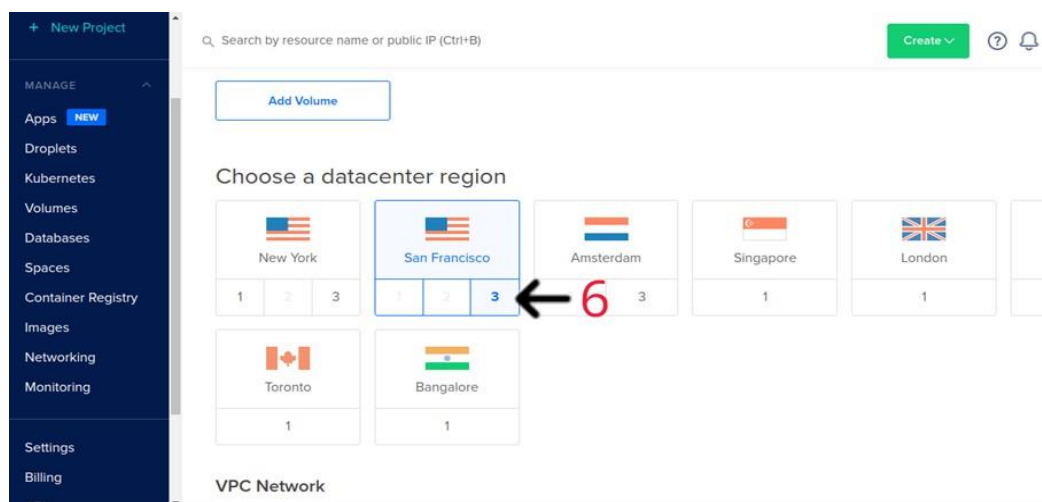 + New Project
Search by resource name or public IP (Ctrl+B)
Create
?
MANAGE
Apps NEW
Droplets
Kubernetes
Volumes
Databases
Spaces
Container Registry
Images
Networking
Monitoring
Settings
Billing
Add Volume
Choose a datacenter region
New York
1 2 3
San Francisco
1 2 3
6
Amsterdam
3
Singapore
1
London
1
Toronto
1
Bangalore
1
VPC Network